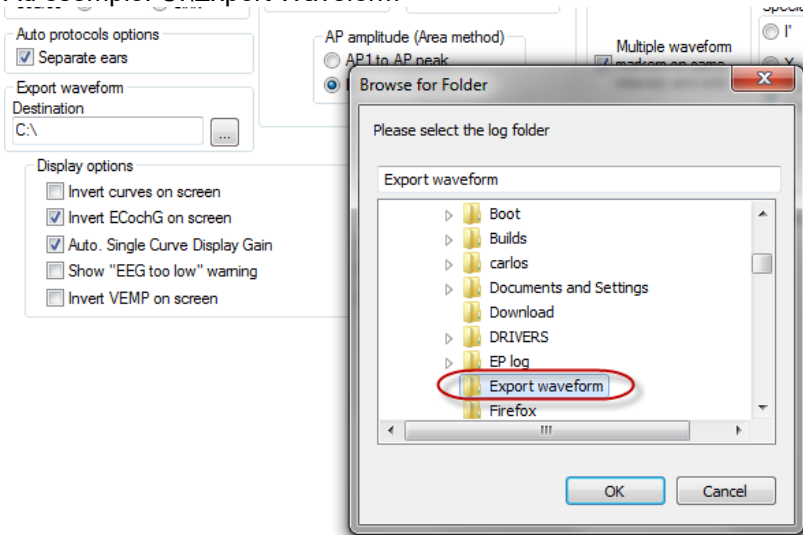 Auto protocols options
Separate ears
Export waveform
Destination
C:\
...
AP amplitude (Area method)
AP1 to AP peak
Multiple waveform
Display options
Invert curves on screen
Invert ECochG on screen
Auto. Single Curve Display Gain
Show "EEG too low" warning
Invert VEMP on screen
Browse for Folder
Please select the log folder
Export waveform
Boot
Builds
carlos
Documents and Settings
Download
DRIVERS
EP log
Export waveform
Firefox
OK
Cancel